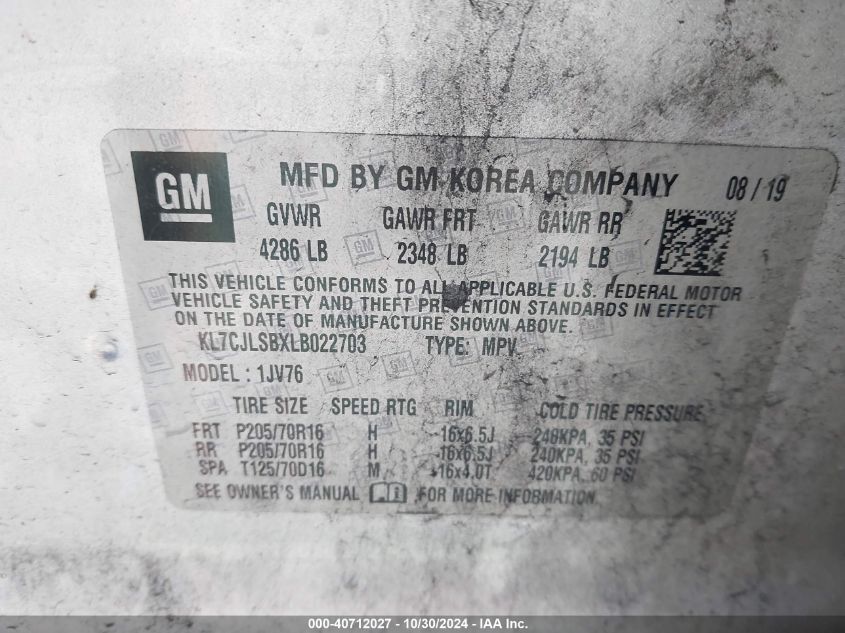 GM
MFD BY GM KOREA COMPANY 08/19
GVWR GAWR FRT GAWR RR
4286 LB 2348 LB 2194 LB
THIS VEHICLE CONFORMS TO ALL APPLICABLE U.S. FEDERAL MOTOR
VEHICLE SAFETY AND THEFT PREVENTION STANDARDS IN EFFECT
ON THE DATE OF MANUFACTURE SHOWN ABOVE.
KL7CJLSBXLB022703 TYPE: MPV
MODEL: 1JV76
TIRE SIZE SPEED RTG RIM COLD TIRE PRESSURE
FRT P205/70R16 H 16x6.5J 240KPA, 35 PSI
RR P205/70R16 H 16x6.5J 240KPA, 35 PSI
SPA T125/70D16 M 16x4.0T 420KPA, 60 PSI
SEE OWNER'S MANUAL FOR MORE INFORMATION.
000-40712027 - 10/30/2024 - IAA Inc.